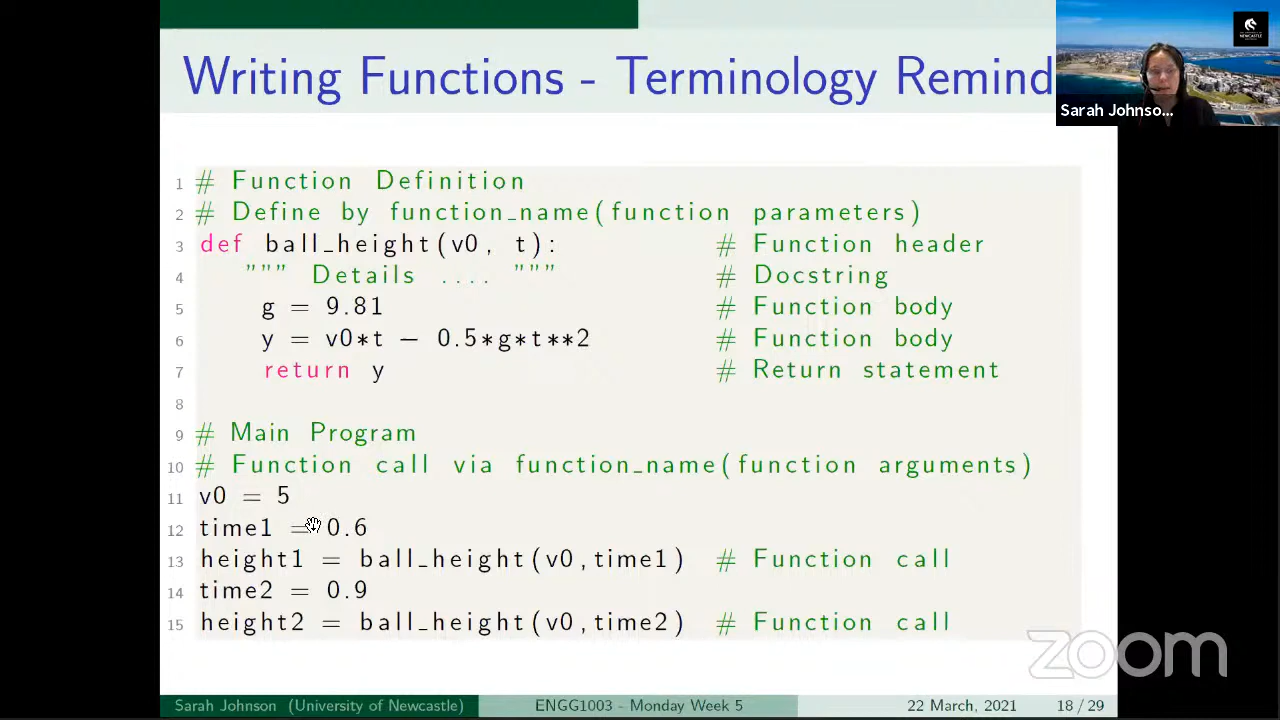 Writing Functions - Terminology Remind
Sarah Johnso...
1 # Function Definition
2 # Define by function_name(function parameters)
3 def ball_height(v0, t): # Function header
4 """ Details .... """ # Docstring
5 g = 9.81 # Function body
6 y = v0*t - 0.5*g*t**2 # Function body
7 return y # Return statement
8
9 # Main Program
10 # Function call via function_name(function arguments)
11 v0 = 5
12 time1 = 0.6
13 height1 = ball_height(v0,time1) # Function call
14 time2 = 0.9
15 height2 = ball_height(v0,time2) # Function call
zoom
Sarah Johnson (University of Newcastle) ENGG1003 - Monday Week 5 22 March, 2021 18 / 29